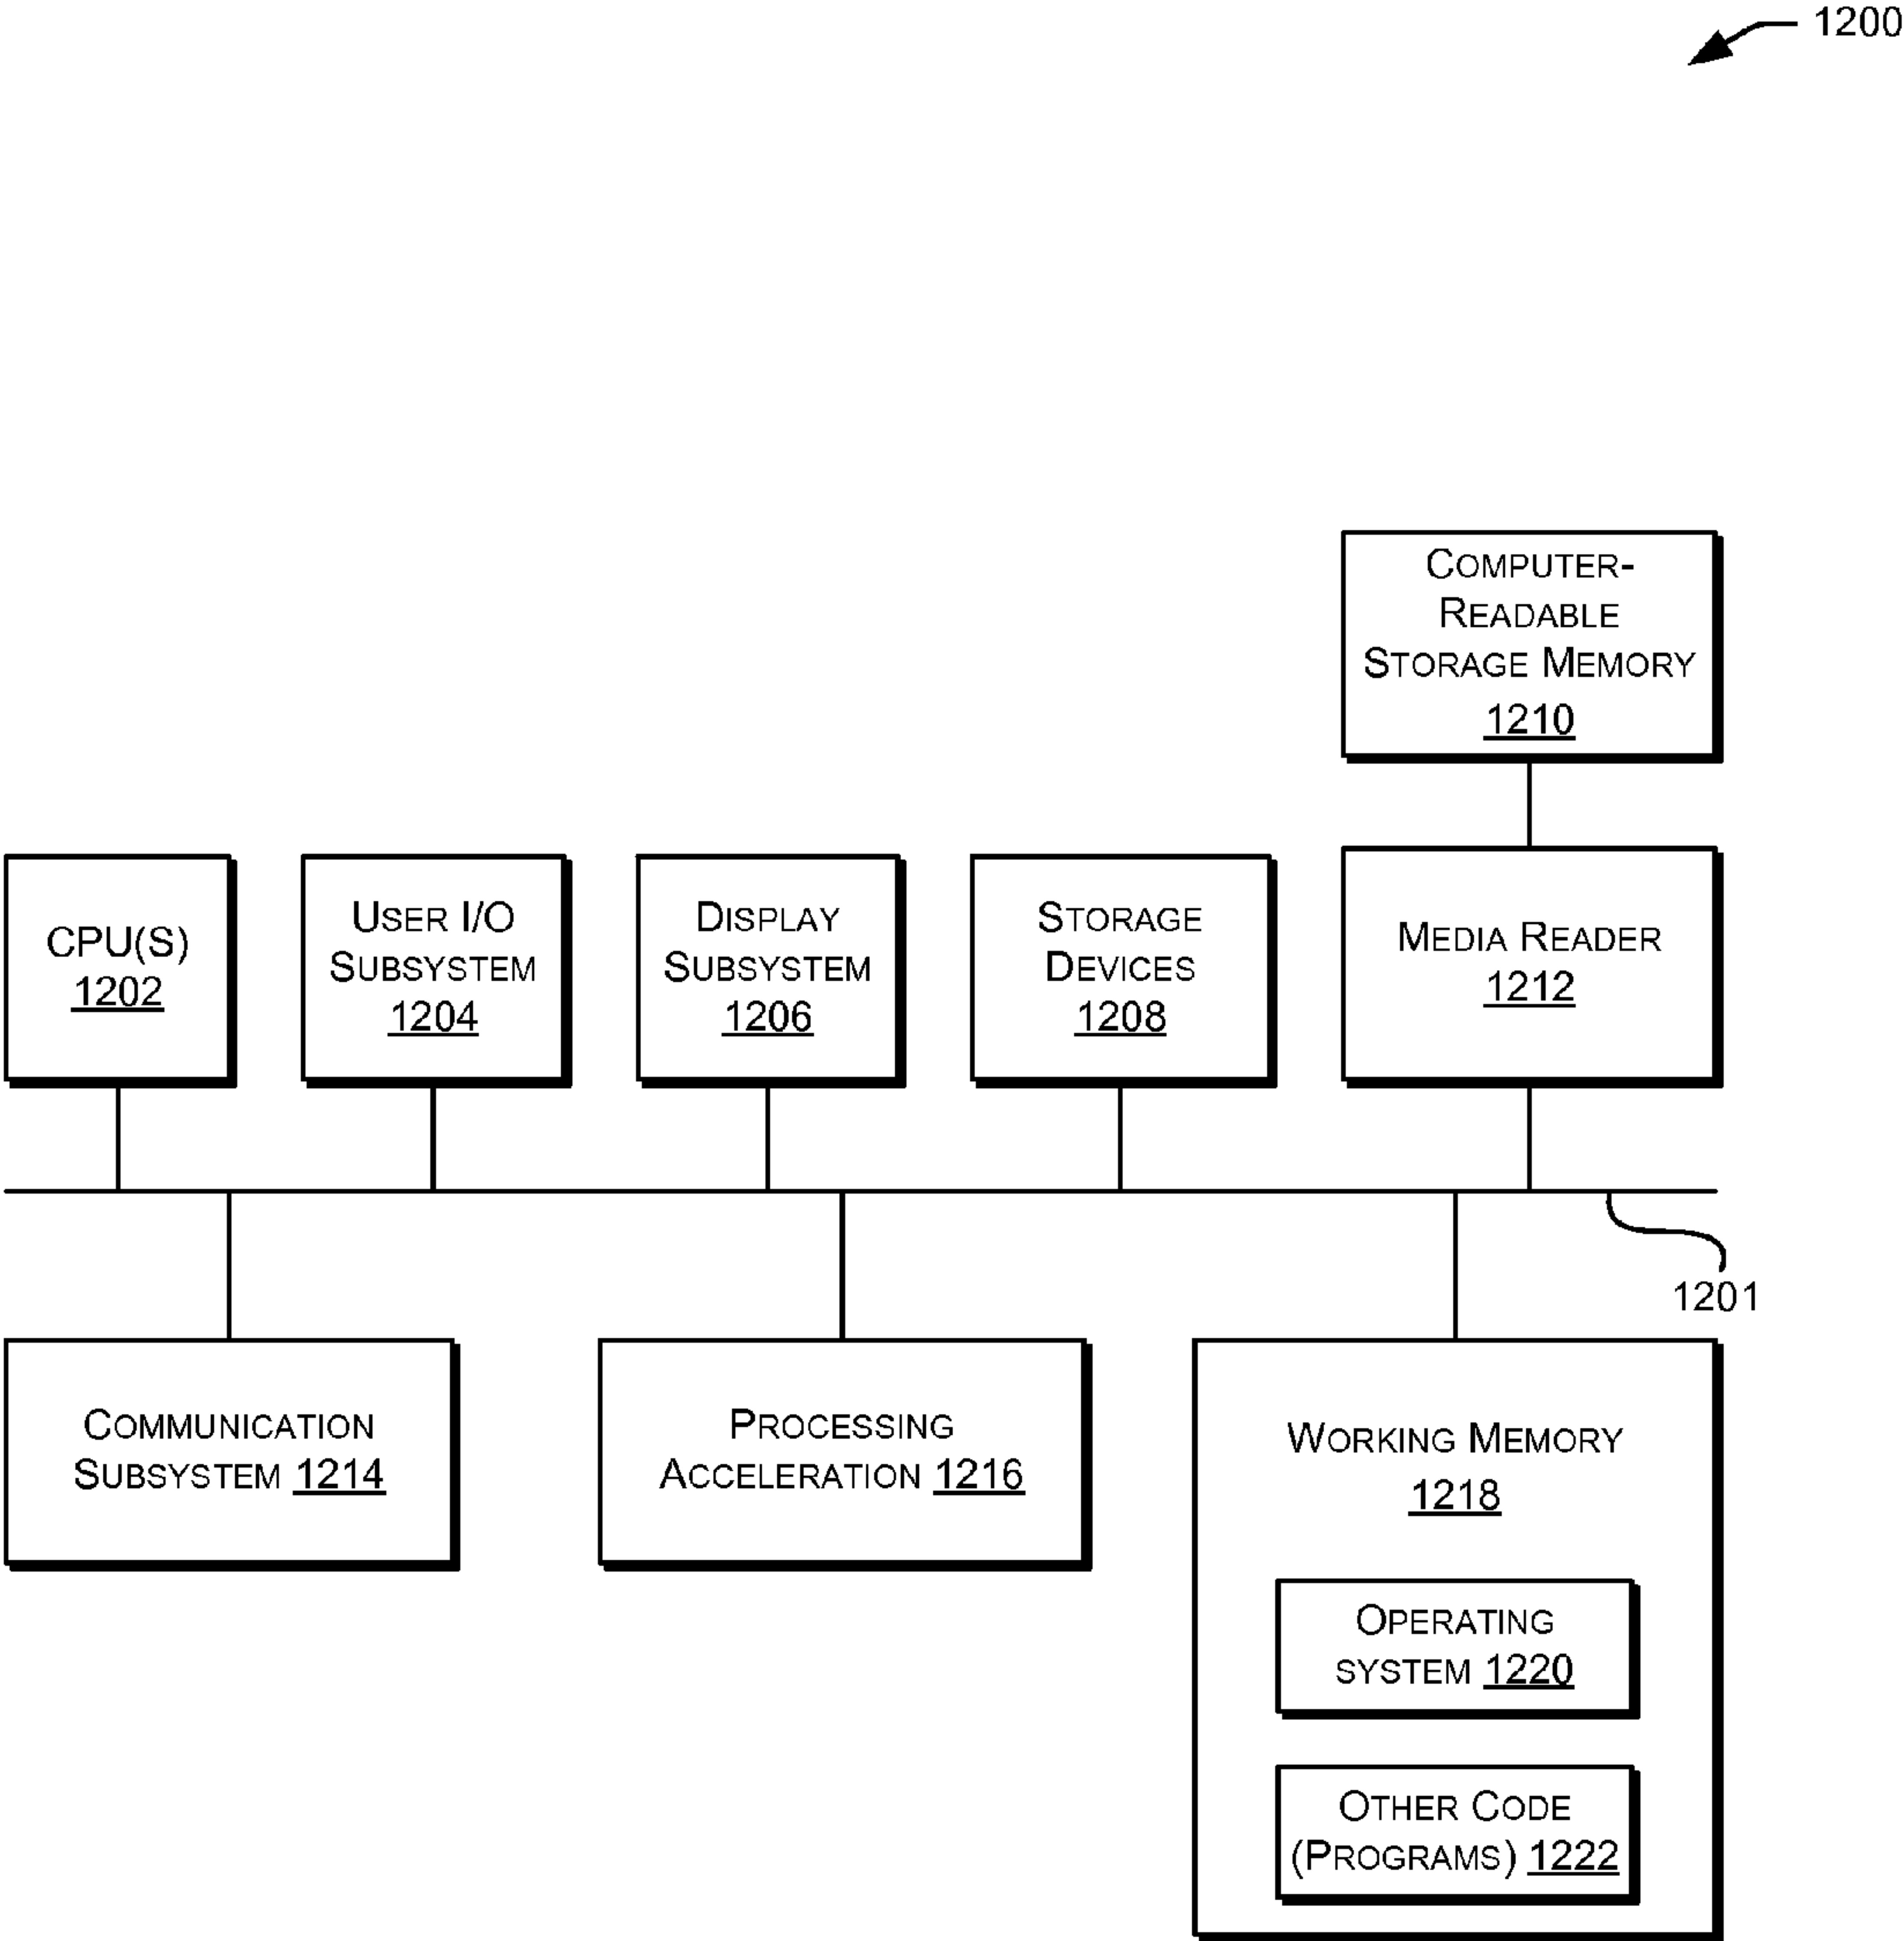 1200
COMPUTER-
READABLE
STORAGE MEMORY
1210
CPU(S)
1202
USER I/O
SUBSYSTEM
1204
DISPLAY
SUBSYSTEM
1206
STORAGE
DEVICES
1208
MEDIA READER
1212
1201
COMMUNICATION
SUBSYSTEM 1214
PROCESSING
ACCELERATION 1216
WORKING MEMORY
1218
OPERATING
SYSTEM 1220
OTHER CODE
(PROGRAMS) 1222